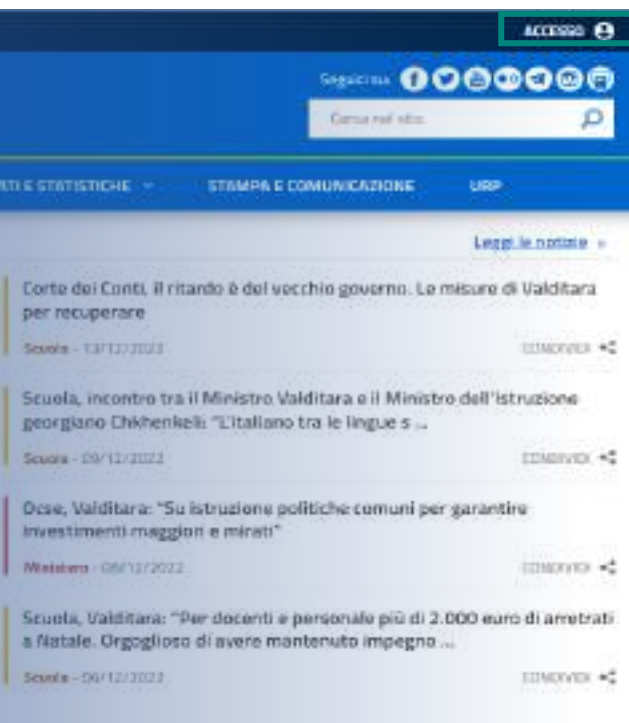 ACCESSO
Seguici su
Cerca nel sito
ATI E STATISTICHE STAMPA E COMUNICAZIONE URP
Leggi le notizie »
Corte dei Conti, il ritardo è del vecchio governo. Le misure di Valditara
per recuperare
Scuola - 13/12/2022 CONDIVIDI
Scuola, incontro tra il Ministro Valditara e il Ministro dell'Istruzione
georgiano Chkhenkeli: "L'italiano tra le lingue s ...
Scuola - 09/12/2022 CONDIVIDI
Ocse, Valditara: "Su istruzione politiche comuni per garantire
investimenti maggiori e mirati"
Ministero - 08/12/2022 CONDIVIDI
Scuola, Valditara: "Per docenti e personale più di 2.000 euro di arretrati
a Natale. Orgoglioso di avere mantenuto impegno ...
Scuola - 06/12/2022 CONDIVIDI